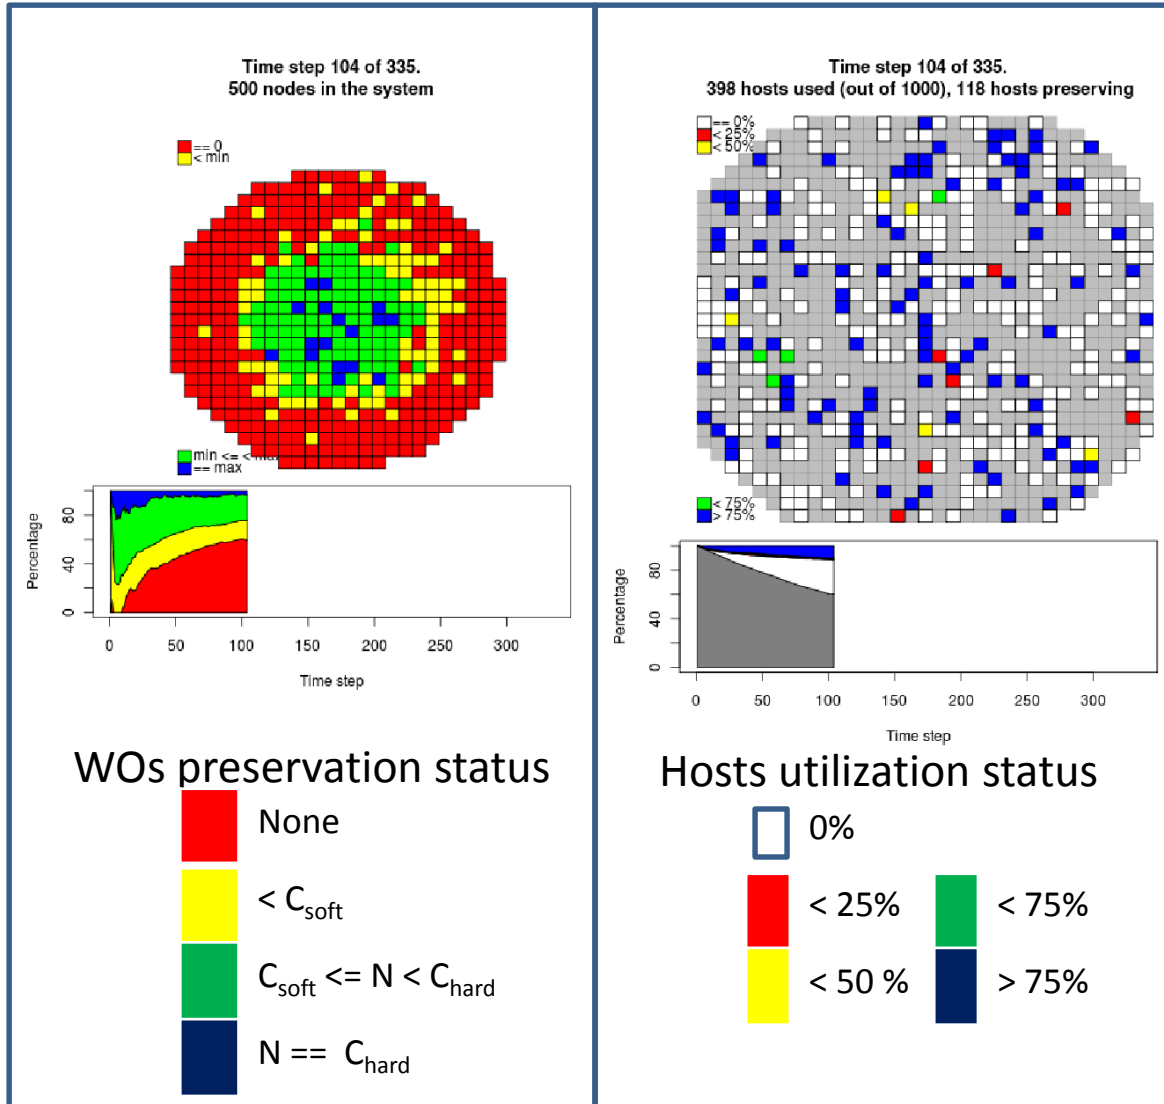 Time step 104 of 335.
500 nodes in the system
== 0
< min
min <= < max
== max
Percentage
0
40
80
0
50
100
150
200
250
300
Time step
WOs preservation status
None
< Csoft
Csoft <= N < Chard
N == Chard
Time step 104 of 335.
398 hosts used (out of 1000), 118 hosts preserving
== 0%
< 25%
< 50%
< 75%
> 75%
Percentage
0
40
80
0
50
100
150
200
250
300
Time step
Hosts utilization status
0%
< 25%
< 75%
< 50 %
> 75%